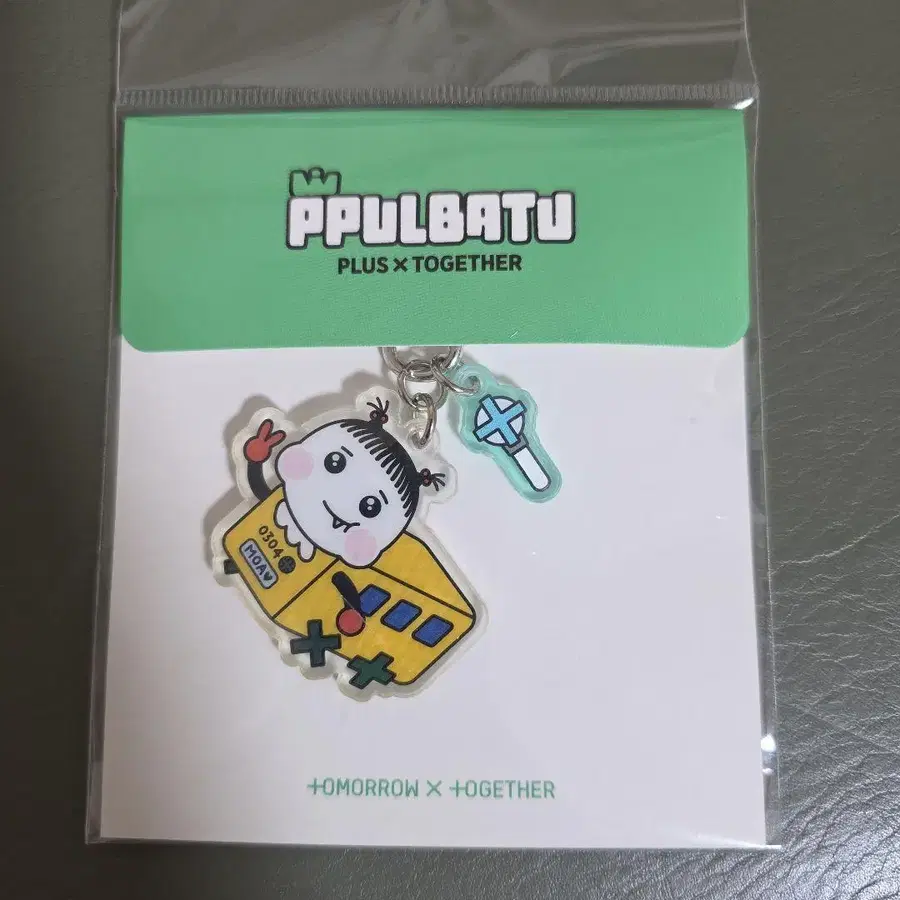 PPULBATU
PLUS × TOGETHER
0304
MOA♥
TOMORROW × TOGETHER